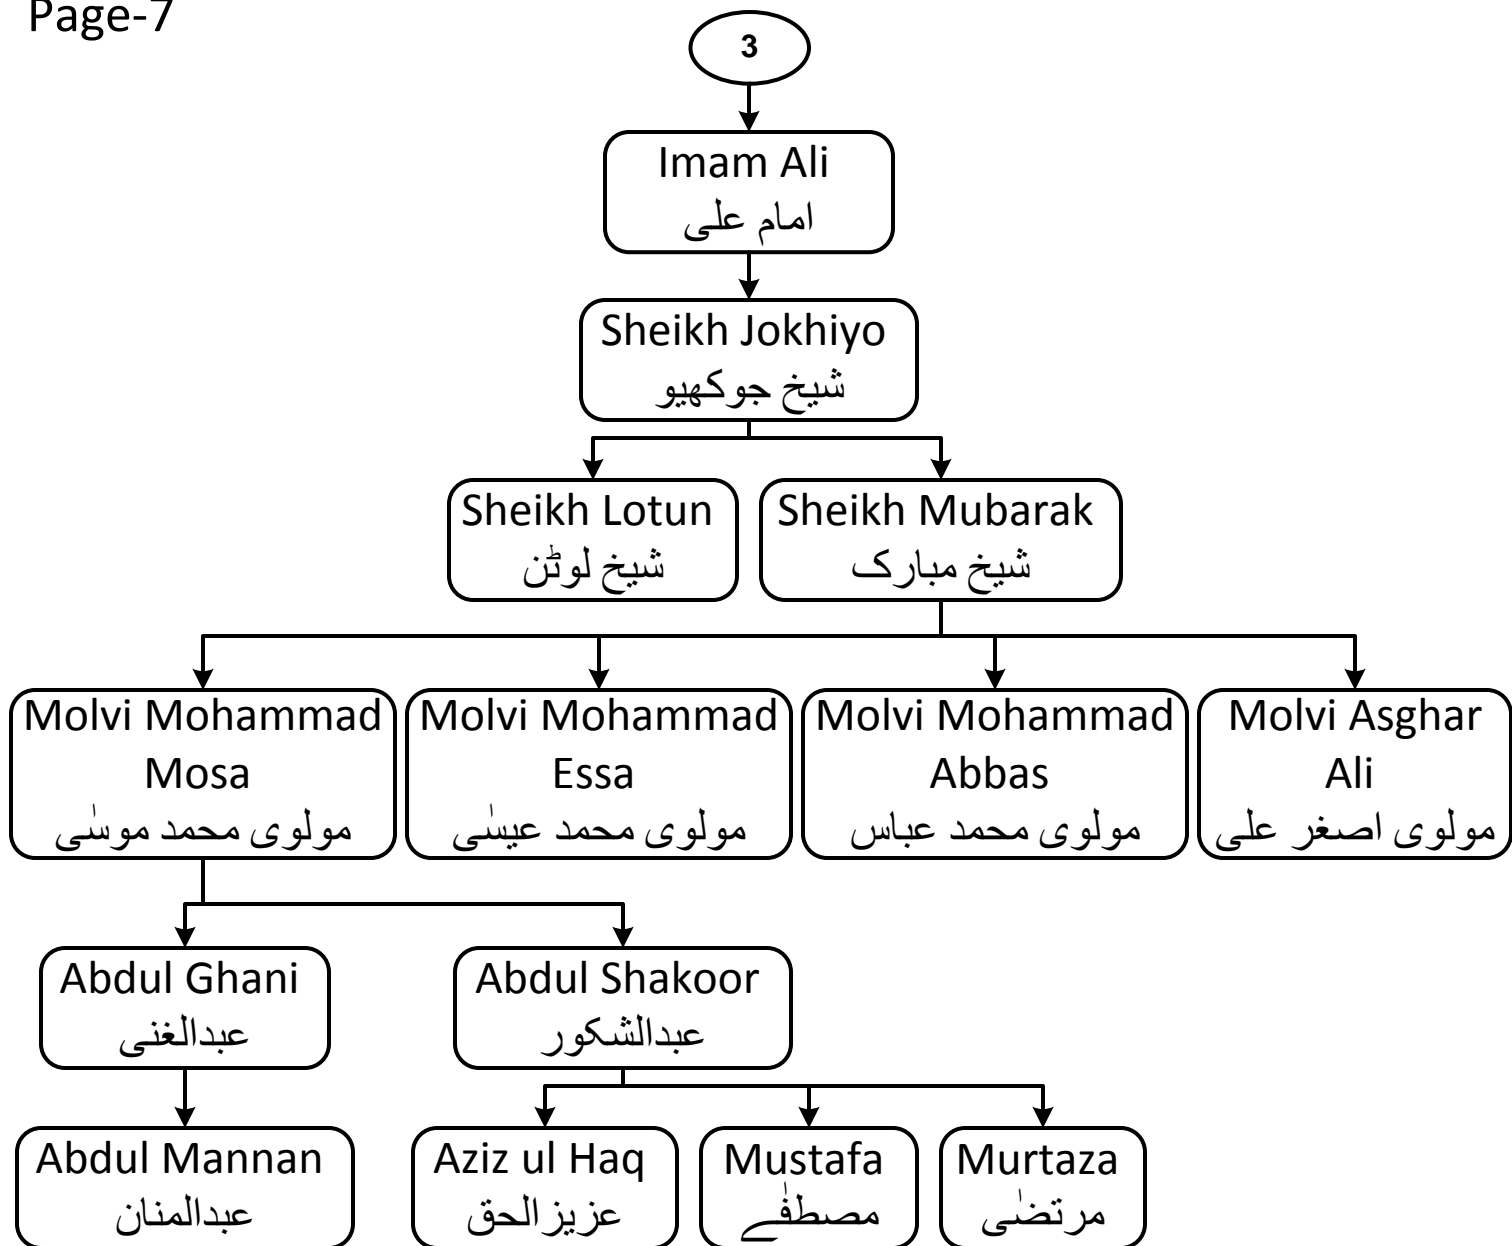 Page-7
3
Imam Ali
امام علی
Sheikh Jokhiyo
شیخ جوکھیو
Sheikh Lotun
شیخ لوٹن
Sheikh Mubarak
شیخ مبارک
Molvi Mohammad
Mosa
مولوی محمد موسٰی
Molvi Mohammad
Essa
مولوی محمد عیسٰی
Molvi Mohammad
Abbas
مولوی محمد عباس
Molvi Asghar
Ali
مولوی اصغر علی
Abdul Ghani
عبدالغنی
Abdul Shakoor
عبدالشکور
Abdul Mannan
عبدالمنان
Aziz ul Haq
عزیزالحق
Mustafa
مصطفٰے
Murtaza
مرتضٰی